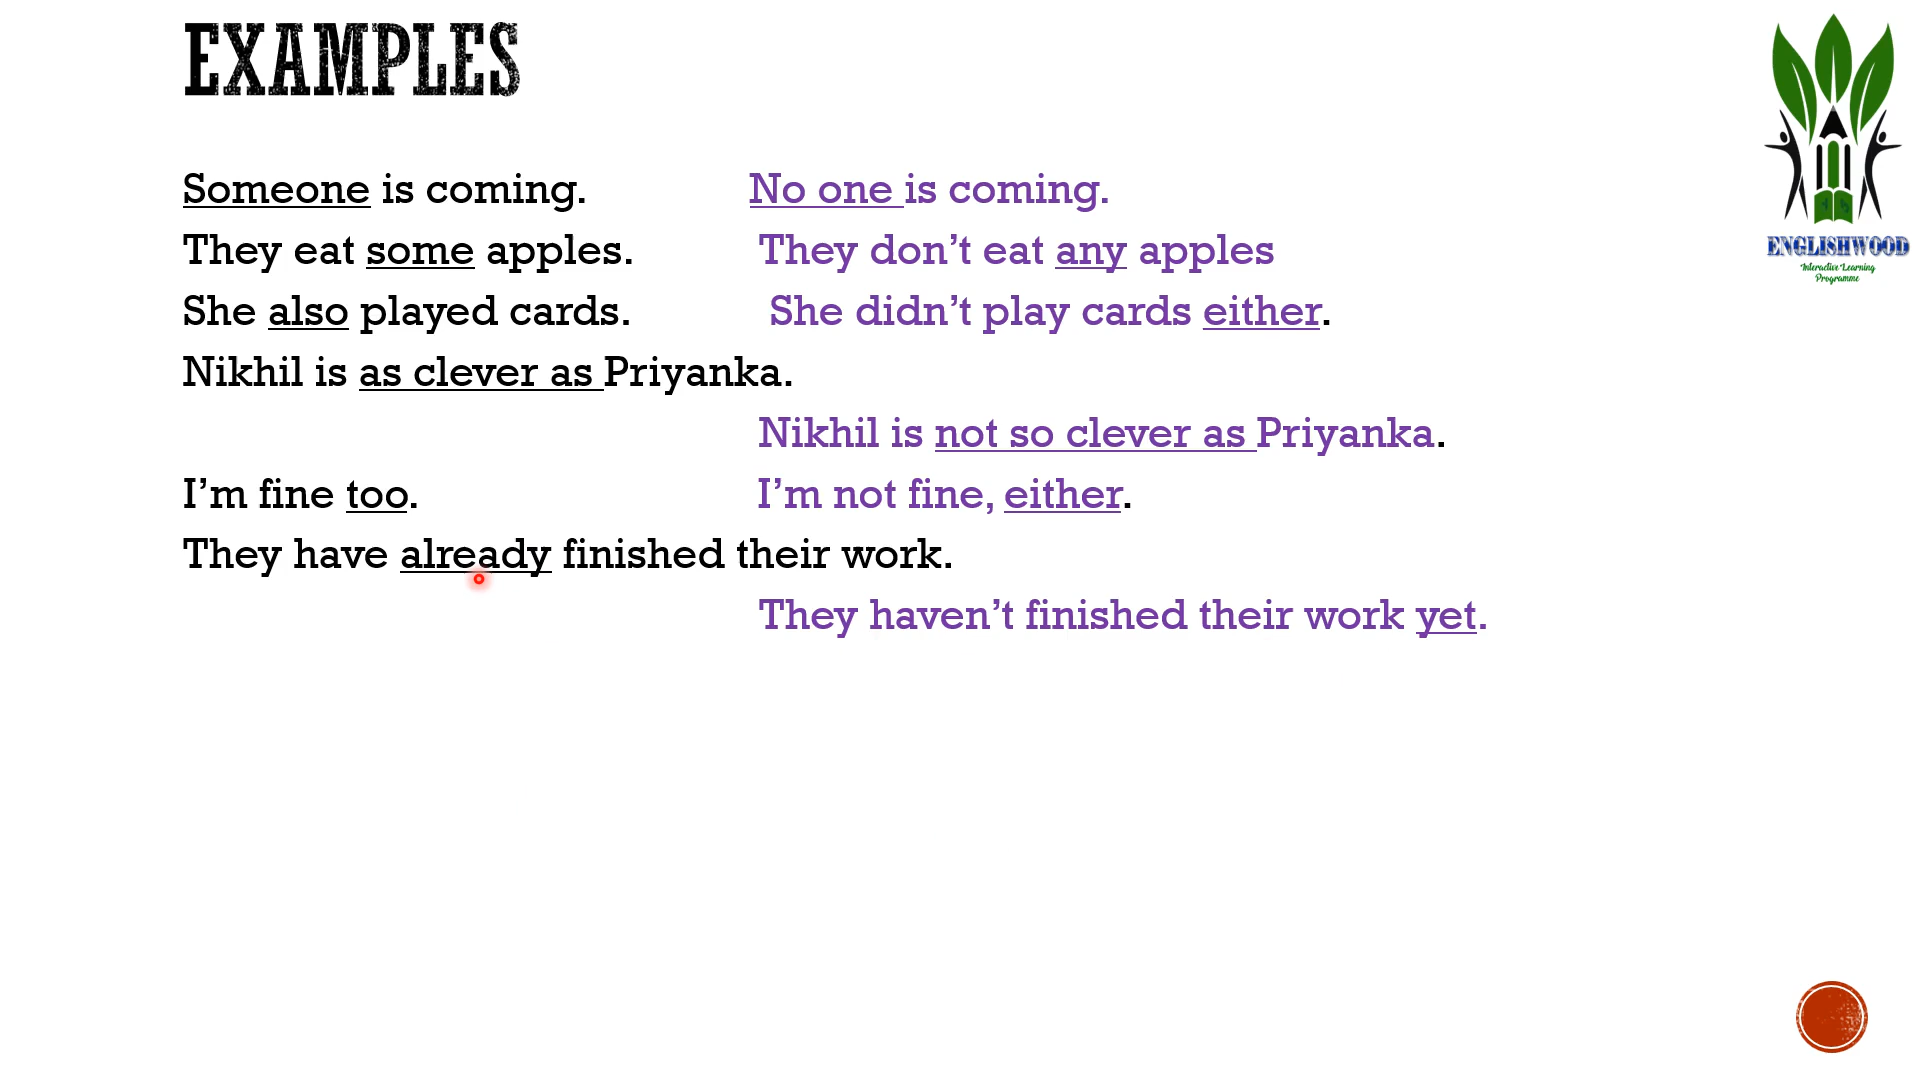 EXAMPLES
Someone is coming. No one is coming.
They eat some apples. They don’t eat any apples
She also played cards. She didn’t play cards either.
Nikhil is as clever as Priyanka.
Nikhil is not so clever as Priyanka.
I’m fine too. I’m not fine, either.
They have already finished their work.
They haven’t finished their work yet.
ENGLISHWOOD
Interactive Learning
Programme